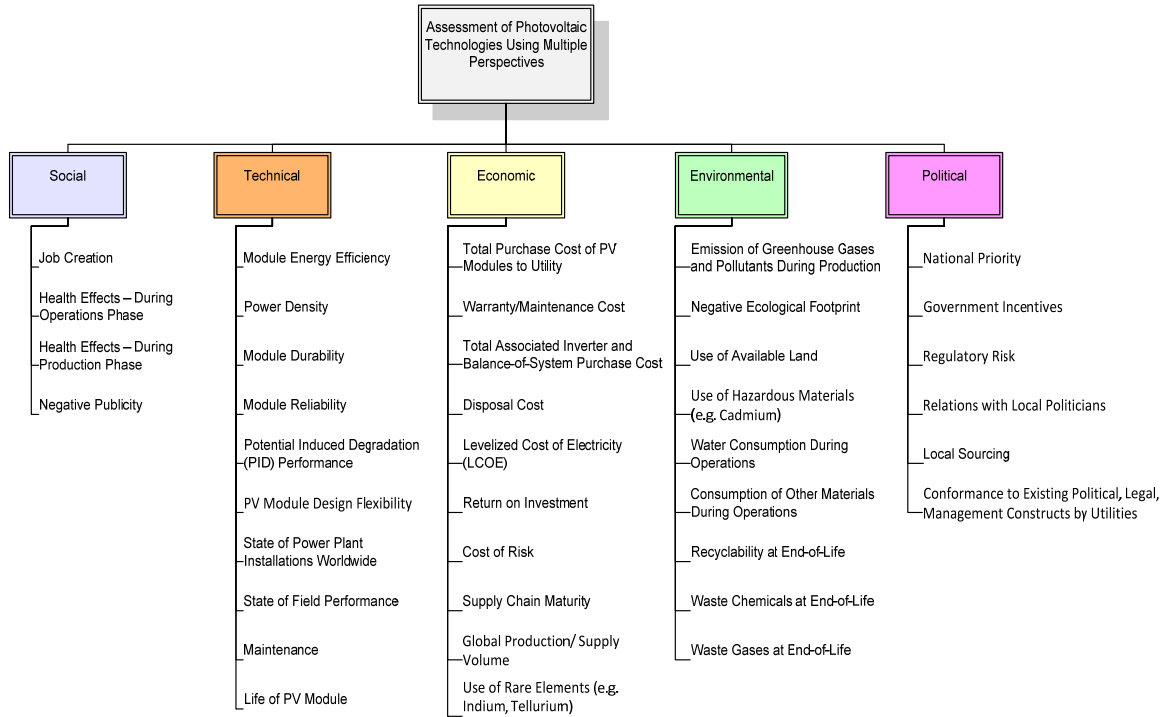 Assessment of Photovoltaic
Technologies Using Multiple
Perspectives
Social
Technical
Economic
Environmental
Political
Job Creation
Health Effects – During
Operations Phase
Health Effects – During
Production Phase
Negative Publicity
Module Energy Efficiency
Power Density
Module Durability
Module Reliability
Potential Induced Degradation
(PID) Performance
PV Module Design Flexibility
State of Power Plant
Installations Worldwide
State of Field Performance
Maintenance
Life of PV Module
Total Purchase Cost of PV
Modules to Utility
Warranty/Maintenance Cost
Total Associated Inverter and
Balance-of-System Purchase Cost
Disposal Cost
Levelized Cost of Electricity
(LCOE)
Return on Investment
Cost of Risk
Supply Chain Maturity
Global Production/ Supply
Volume
Use of Rare Elements (e.g.
Indium, Tellurium)
Emission of Greenhouse Gases
and Pollutants During Production
Negative Ecological Footprint
Use of Available Land
Use of Hazardous Materials
(e.g. Cadmium)
Water Consumption During
Operations
Consumption of Other Materials
During Operations
Recyclability at End-of-Life
Waste Chemicals at End-of-Life
Waste Gases at End-of-Life
National Priority
Government Incentives
Regulatory Risk
Relations with Local Politicians
Local Sourcing
Conformance to Existing Political, Legal,
Management Constructs by Utilities